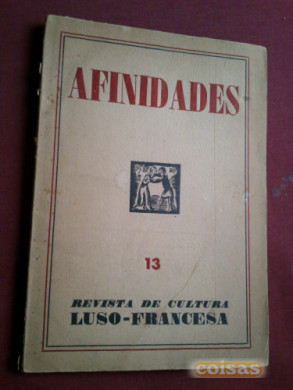 AFINIDADES
13
REVISTA DE CULTURA
LUSO-FRANCESA
coisas